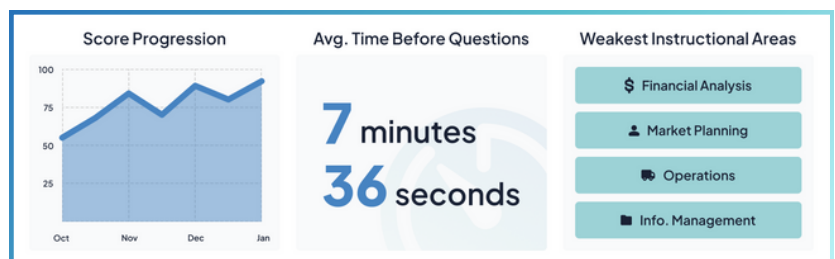 Score Progression
100
75
50
25
Oct Nov Dec Jan
Avg. Time Before Questions
7 minutes
36 seconds
Weakest Instructional Areas
Financial Analysis
Market Planning
Operations
Info. Management